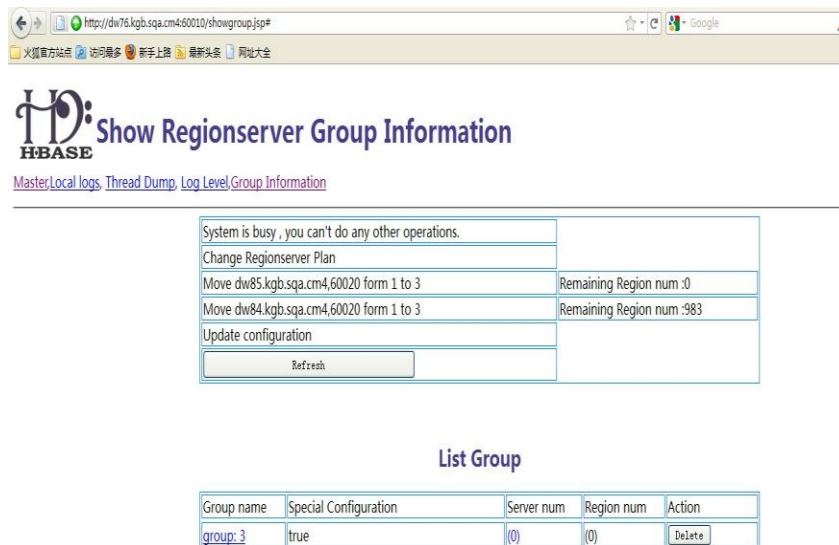 http://dw76.kgb.sqa.cm4:60010/showgroup.jsp#
Google
火狐官方站点 访问最多 新手上路 最新头条 网址大全
H·BASE
Show Regionserver Group Information
Master,Local logs, Thread Dump, Log Level,Group Information
System is busy , you can't do any other operations.
Change Regionserver Plan
Move dw85.kgb.sqa.cm4,60020 form 1 to 3 Remaining Region num :0
Move dw84.kgb.sqa.cm4,60020 form 1 to 3 Remaining Region num :983
Update configuration
Refresh
List Group
Group name Special Configuration Server num Region num Action
group: 3 true (0) (0) Delete